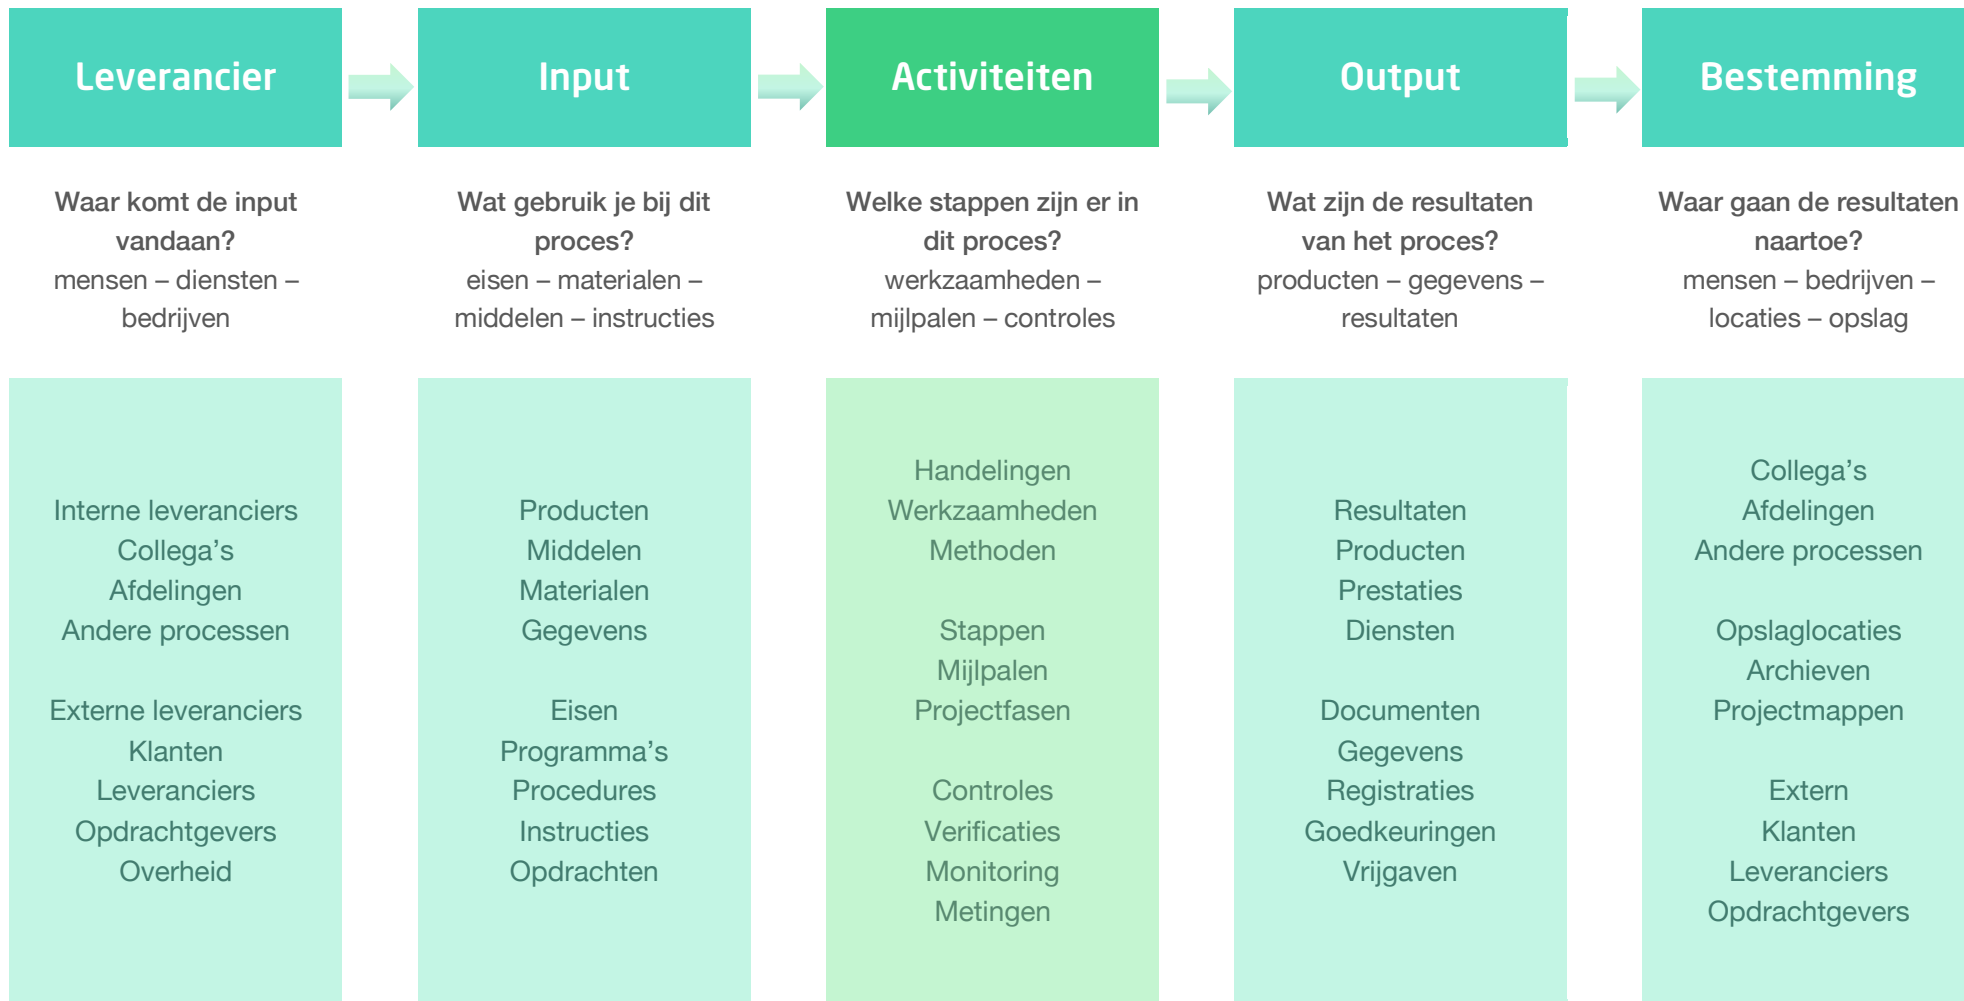 Leverancier
Input
Activiteiten
Output
Bestemming
Waar komt de input
vandaan?
mensen – diensten –
bedrijven
Wat gebruik je bij dit
proces?
eisen – materialen –
middelen – instructies
Welke stappen zijn er in
dit proces?
werkzaamheden –
mijlpalen – controles
Wat zijn de resultaten
van het proces?
producten – gegevens –
resultaten
Waar gaan de resultaten
naartoe?
mensen – bedrijven –
locaties – opslag
Interne leveranciers
Collega’s
Afdelingen
Andere processen
Externe leveranciers
Klanten
Leveranciers
Opdrachtgevers
Overheid
Producten
Middelen
Materialen
Gegevens
Eisen
Programma’s
Procedures
Instructies
Opdrachten
Handelingen
Werkzaamheden
Methoden
Stappen
Mijlpalen
Projectfasen
Controles
Verificaties
Monitoring
Metingen
Resultaten
Producten
Prestaties
Diensten
Documenten
Gegevens
Registraties
Goedkeuringen
Vrijgaven
Collega’s
Afdelingen
Andere processen
Opslaglocaties
Archieven
Projectmappen
Extern
Klanten
Leveranciers
Opdrachtgevers